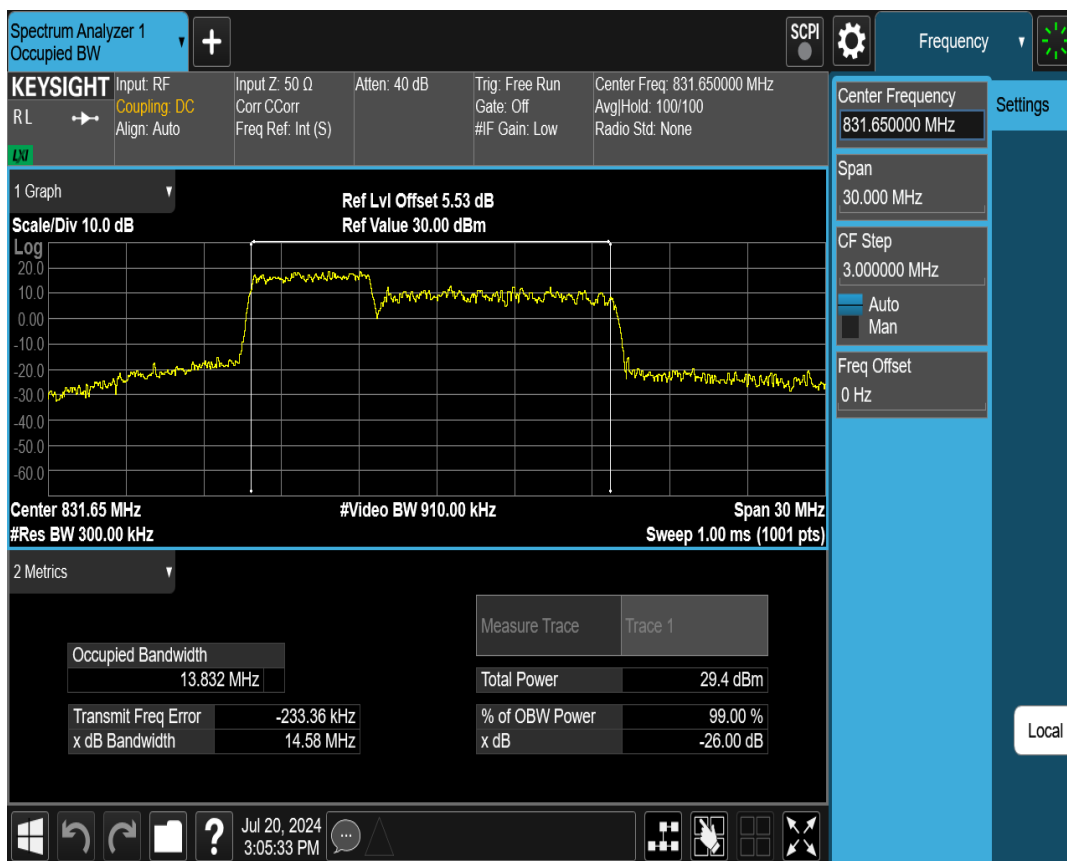 Spectrum Analyzer 1
Occupied BW
SCPI
Frequency
KEYSIGHT
RL
LXI
Input: RF
Coupling: DC
Align: Auto
Input Z: 50 Ω
Corr CCorr
Freq Ref: Int (S)
Atten: 40 dB
Trig: Free Run
Gate: Off
#IF Gain: Low
Center Freq: 831.650000 MHz
Avg|Hold: 100/100
Radio Std: None
Center Frequency
831.650000 MHz
Settings
Span
30.000 MHz
CF Step
3.000000 MHz
Auto
Man
Freq Offset
0 Hz
Local
1 Graph
Scale/Div 10.0 dB
Ref Lvl Offset 5.53 dB
Ref Value 30.00 dBm
Log
20.0
10.0
0.00
-10.0
-20.0
-30.0
-40.0
-50.0
-60.0
Center 831.65 MHz
#Video BW 910.00 kHz
Span 30 MHz
#Res BW 300.00 kHz
Sweep 1.00 ms (1001 pts)
2 Metrics
Measure Trace
Trace 1
Occupied Bandwidth
13.832 MHz
Total Power
29.4 dBm
Transmit Freq Error
-233.36 kHz
% of OBW Power
99.00 %
x dB Bandwidth
14.58 MHz
x dB
-26.00 dB
?
Jul 20, 2024
3:05:33 PM